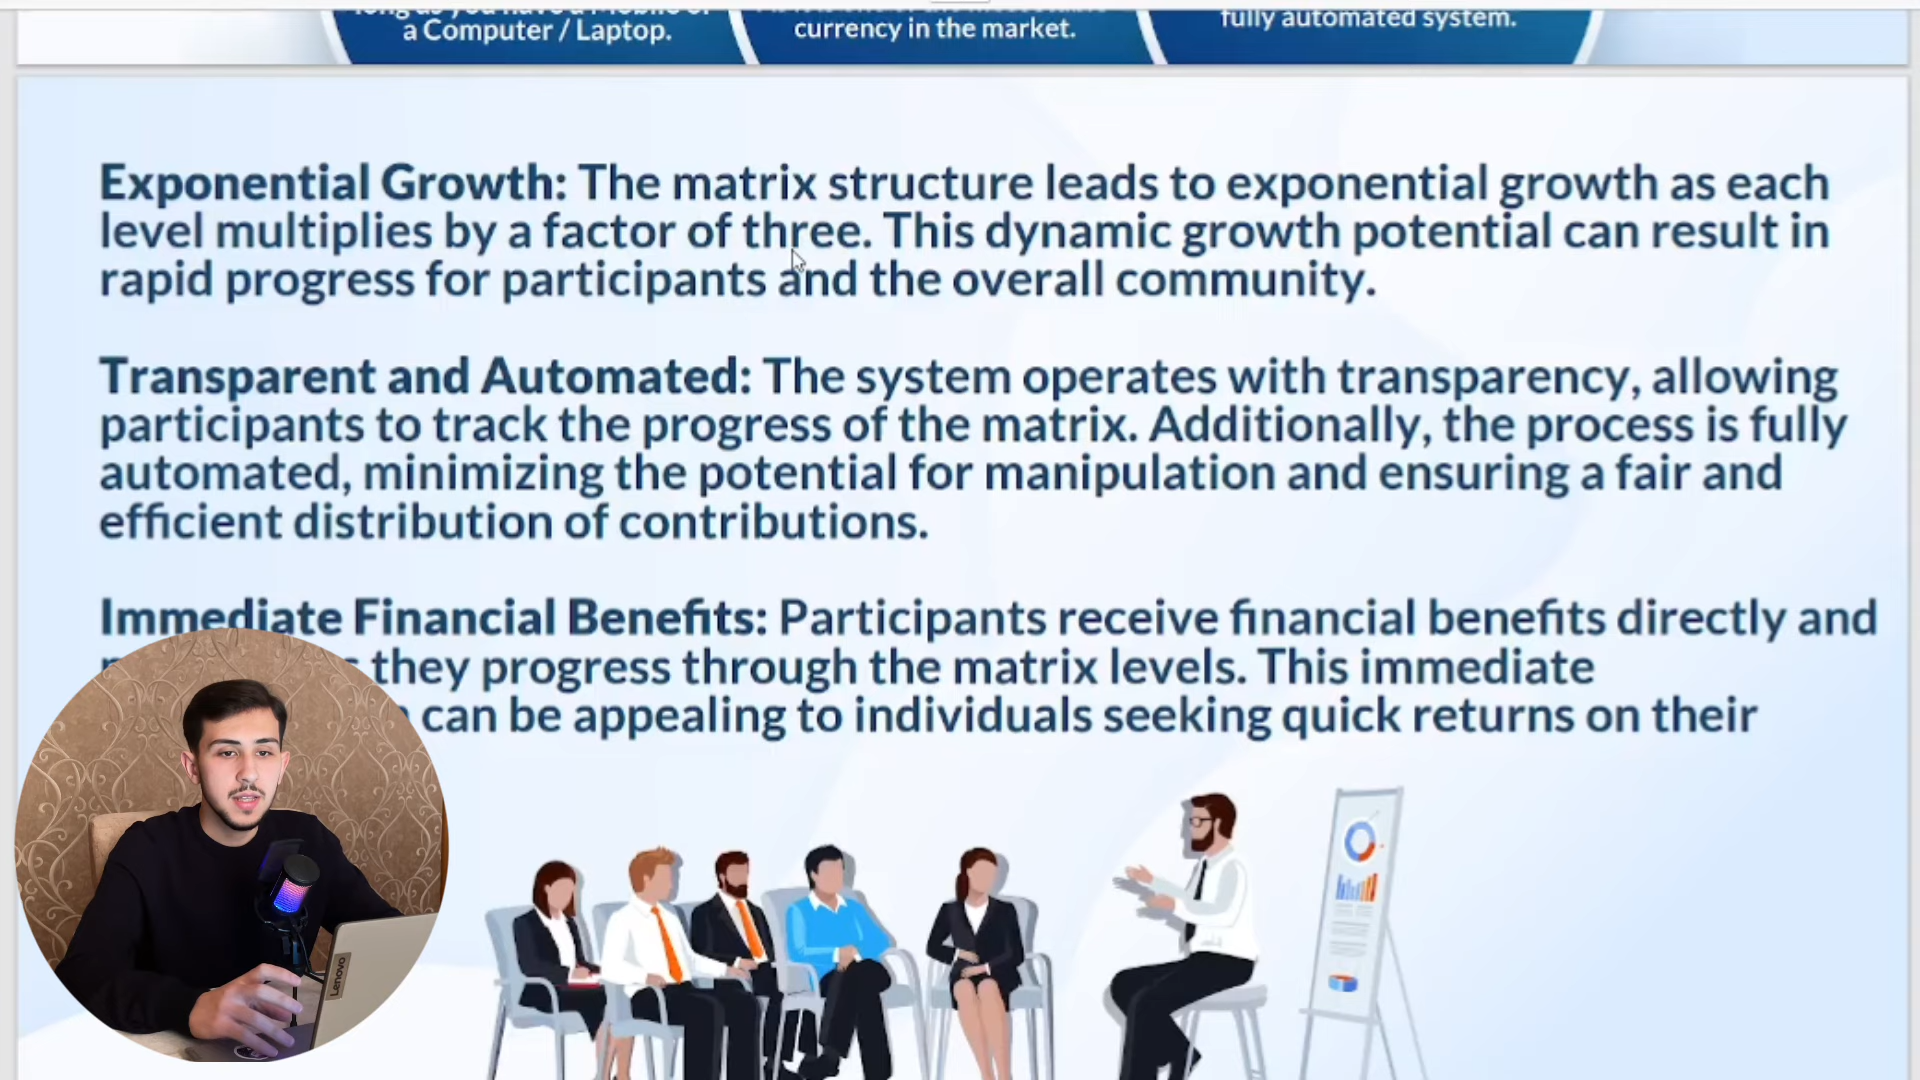 a Computer / Laptop.
currency in the market.
fully automated system.
Exponential Growth: The matrix structure leads to exponential growth as each
level multiplies by a factor of three. This dynamic growth potential can result in
rapid progress for participants and the overall community.
Transparent and Automated: The system operates with transparency, allowing
participants to track the progress of the matrix. Additionally, the process is fully
automated, minimizing the potential for manipulation and ensuring a fair and
efficient distribution of contributions.
Immediate Financial Benefits: Participants receive financial benefits directly and
they progress through the matrix levels. This immediate
can be appealing to individuals seeking quick returns on their
Lenovo